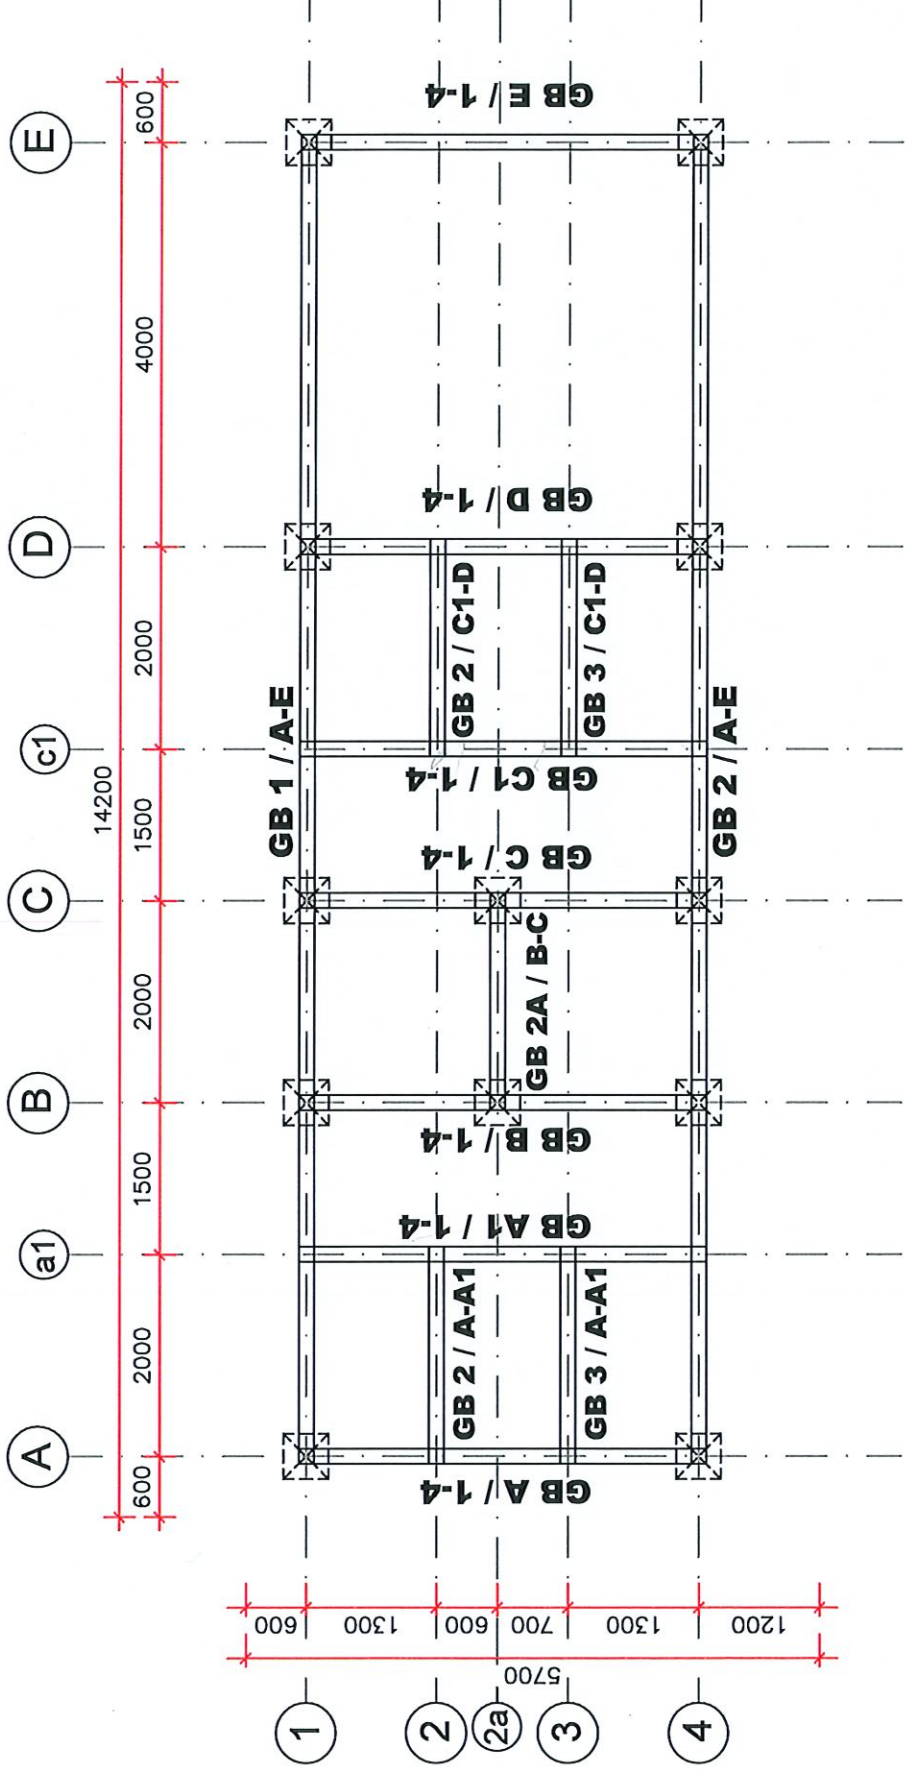 E
D
c1
C
B
a1
A
600
4000
2000
1500
2000
1500
2000
600
14200
GB E / 1-4
GB D / 1-4
GB 2 / C1-D
GB 3 / C1-D
GB 1 / A-E
GB C1 / 1-4
GB 2 / A-E
GB C / 1-4
GB 2A / B-C
GB B / 1-4
GB A1 / 1-4
GB 2 / A-A1
GB 3 / A-A1
GB A / 1-4
600
1300
600
700
1300
1200
5700
1
2
2a
3
4